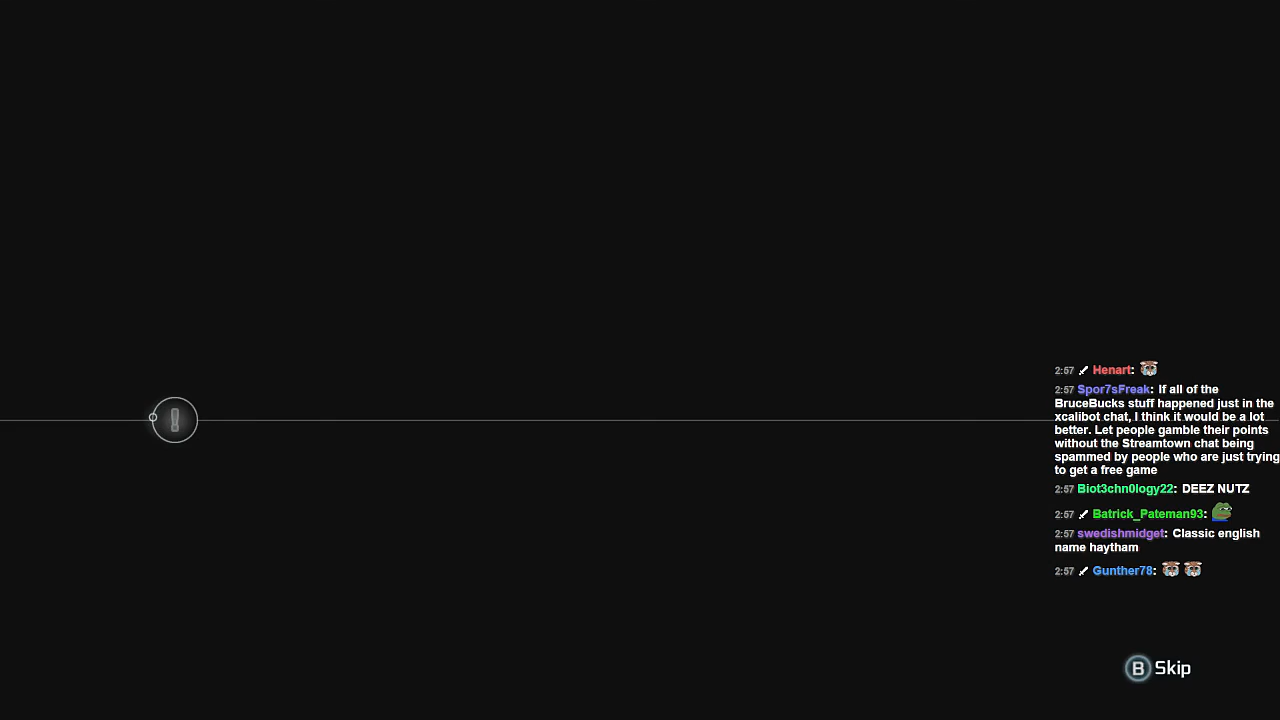 2:57 Henart:
2:57 Spor7sFreak: If all of the
BruceBucks stuff happened just in the
xcalibot chat, I think it would be a lot
better. Let people gamble their points
without the Streamtown chat being
spammed by people who are just trying
to get a free game
2:57 Biot3chn0logy22: DEEZ NUTZ
2:57 Batrick_Pateman93:
2:57 swedishmidget: Classic english
name haytham
2:57 Gunther78:
B Skip